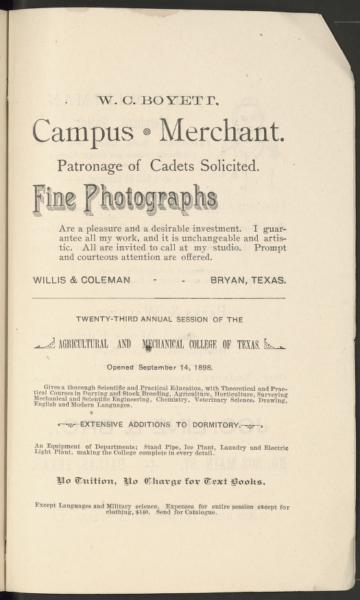 W. C. BOYETT,
Campus • Merchant.
Patronage of Cadets Solicited.
Fine Photographs
Are a pleasure and a desirable investment. I guar-
antee all my work, and it is unchangeable and artis-
tic. All are invited to call at my studio. Prompt
and courteous attention are offered.
WILLIS & COLEMAN - - BRYAN, TEXAS.
TWENTY-THIRD ANNUAL SESSION OF THE
AGRICULTURAL AND MECHANICAL COLLEGE OF TEXAS.
Opened September 14, 1898.
Gives a thorough Scientific and Practical Education, with Theoretical and Prac-
tical Courses in Darying and Stock Breeding, Agriculture, Horticulture, Surveying
Mechanical and Scientific Engineering, Chemistry, Veterinary Science, Drawing,
English and Modern Languages.
EXTENSIVE ADDITIONS TO DORMITORY.
An Equipment of Departments; Stand Pipe, Ice Plant, Laundry and Electric
Light Plant, making the College complete in every detail.
No Tuition, No Charge for Text Books.
Except Languages and Military science. Expenses for entire session except for
clothing, $140. Send for Catalogue.